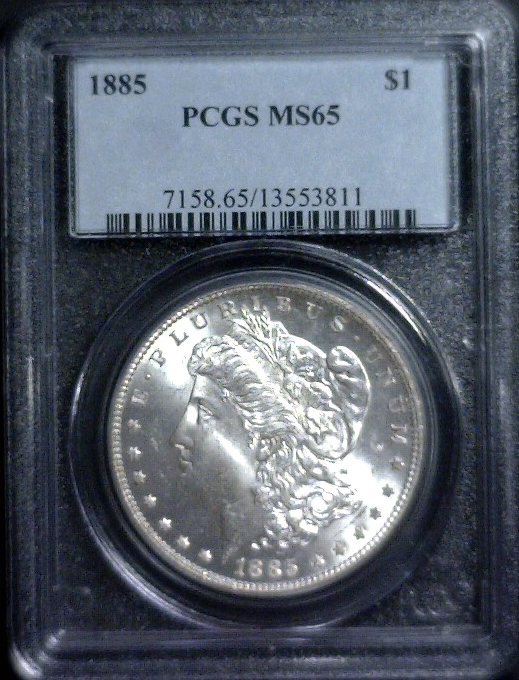 1885 $1
PCGS MS65
7158.65/13553811
E · PLURIBUS · UNUM
1885